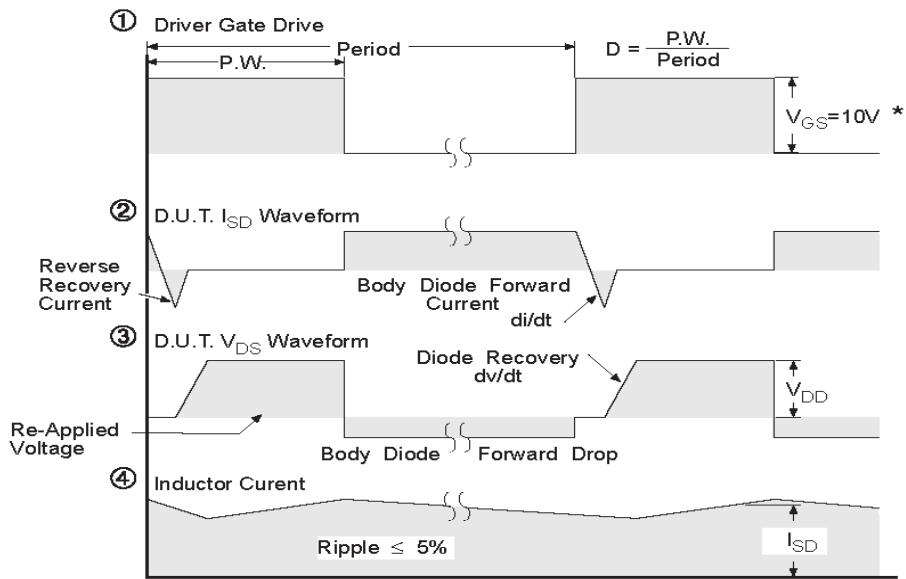 ① Driver Gate Drive
Period
P.W.
D = P.W.
Period
V_GS=10V *
② D.U.T. I_SD Waveform
Reverse
Recovery
Current
Body Diode Forward
Current
di/dt
③ D.U.T. V_DS Waveform
Diode Recovery
dv/dt
V_DD
Re-Applied
Voltage
Body Diode Forward Drop
④ Inductor Curent
Ripple ≤ 5%
I_SD